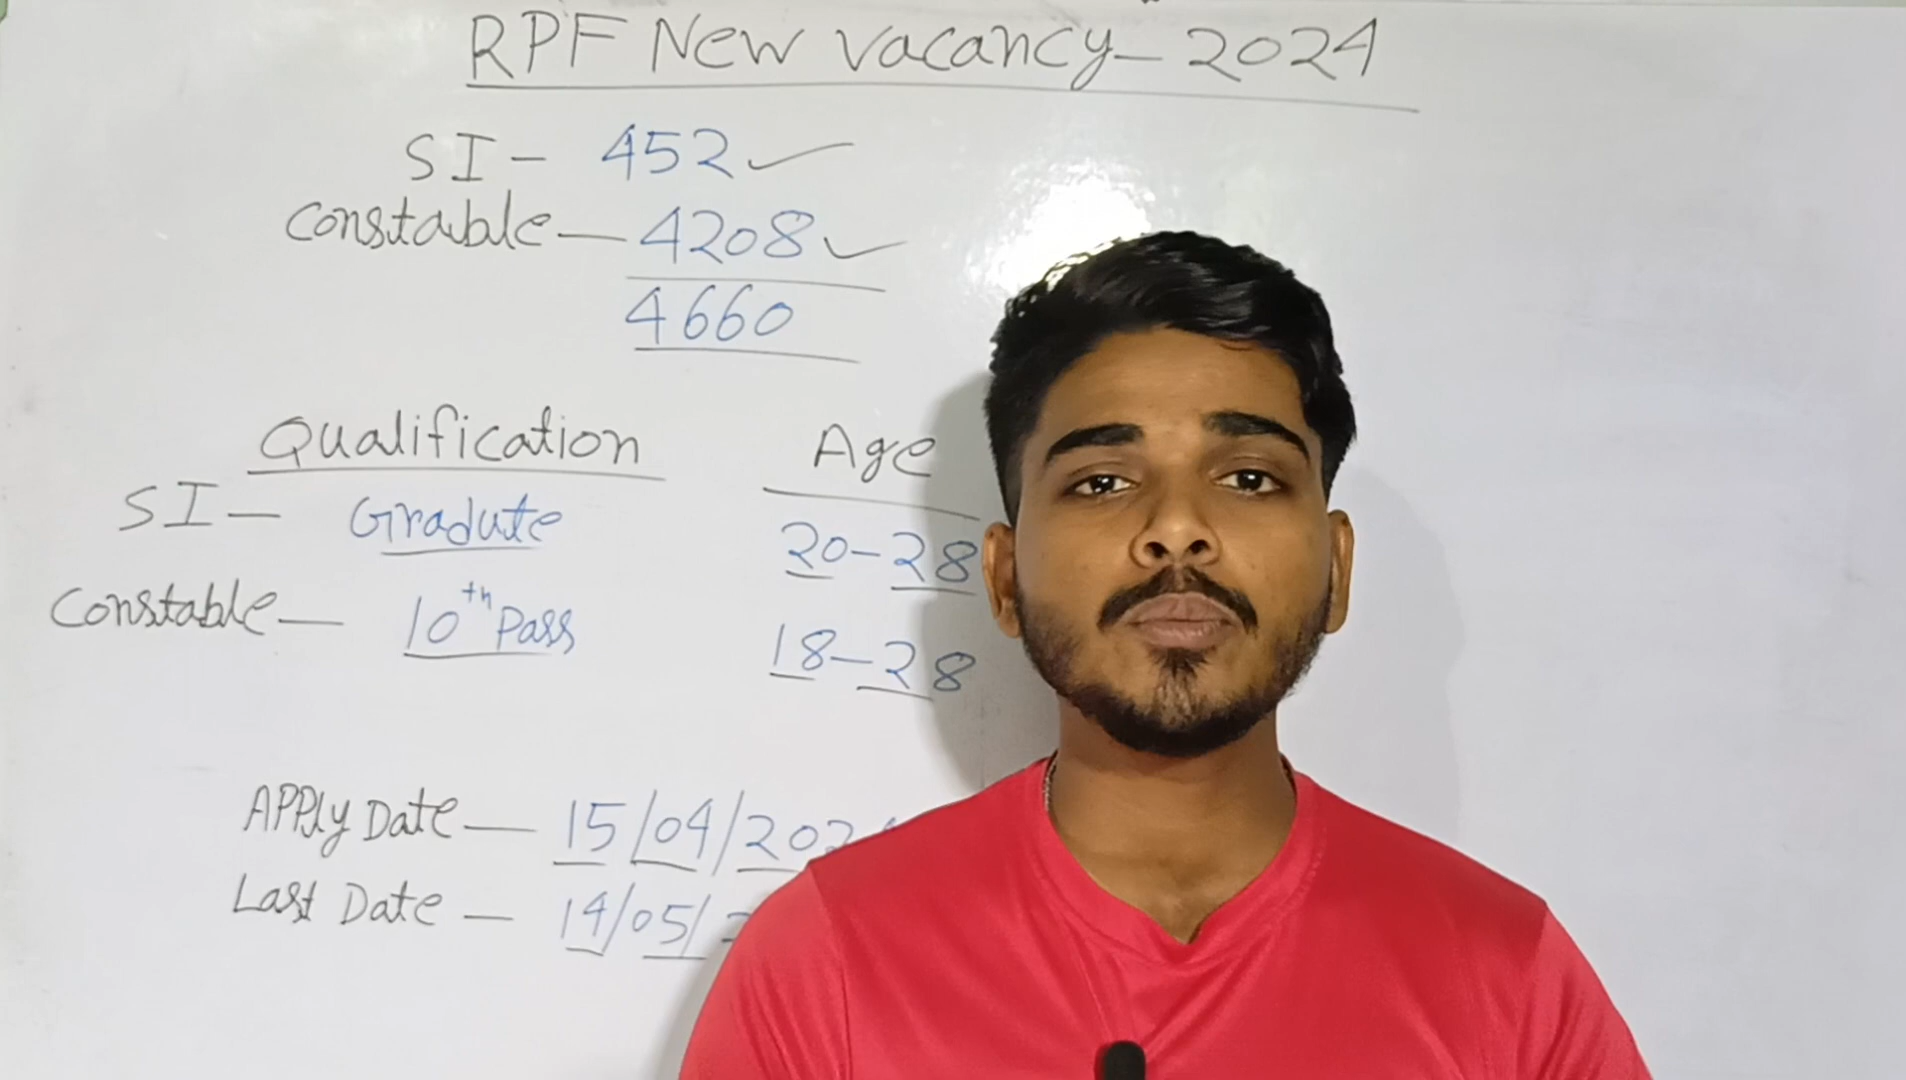 RPF New Vacancy-2024
SI- 452
Constable-4208
4660
Qualification Age
SI- Gradute 20-28
Constable- 10th Pass 18-28
Apply Date- 15/04/202
Last Date- 14/05/